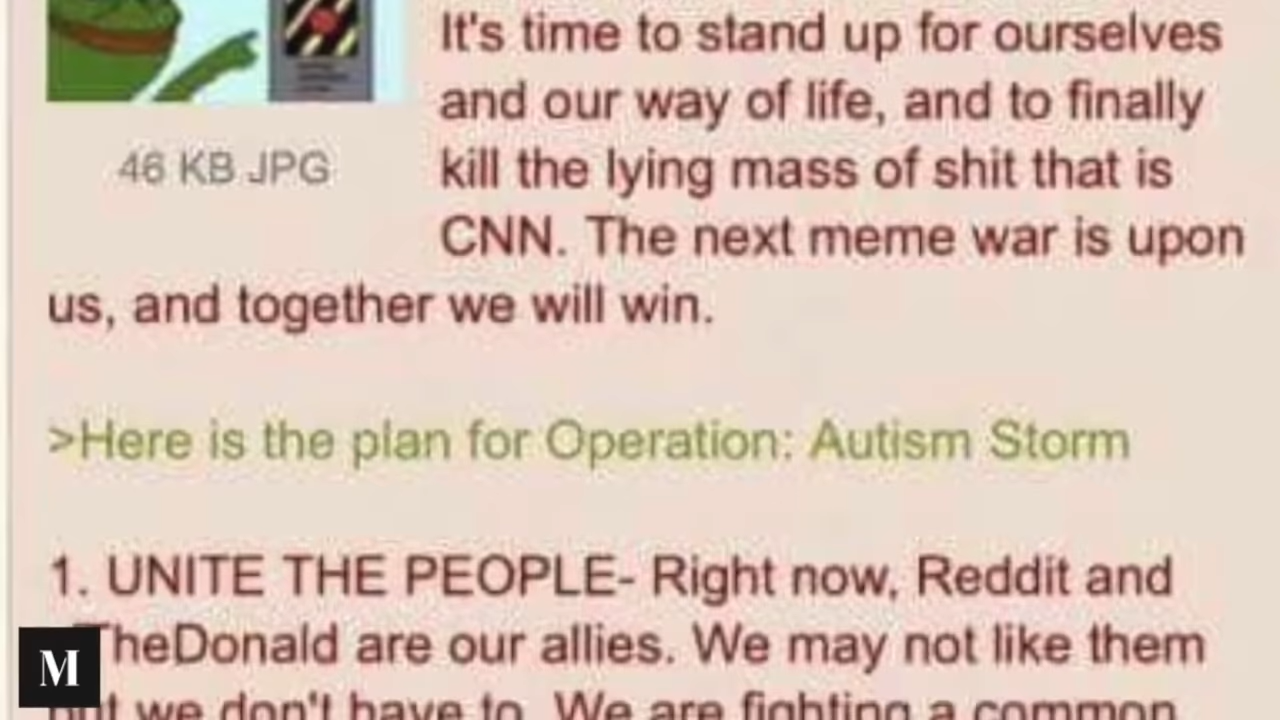 It's time to stand up for ourselves
and our way of life, and to finally
kill the lying mass of shit that is
CNN. The next meme war is upon
us, and together we will win.
46 KB JPG
>Here is the plan for Operation: Autism Storm
1. UNITE THE PEOPLE- Right now, Reddit and
TheDonald are our allies. We may not like them
but we don't have to. We are fighting a common
M